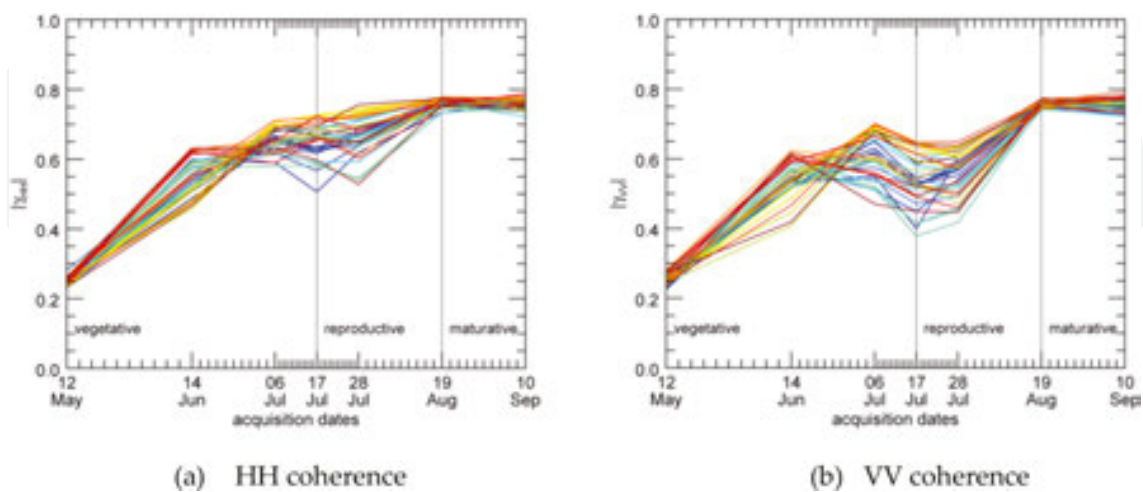 1.0
0.8
0.6
0.4
0.2
0.0
|γHH|
vegetative
reproductive
maturative
12 14 06 17 28 19 10
May Jun Jul Jul Jul Aug Sep
acquisition dates
(a) HH coherence
1.0
0.8
0.6
0.4
0.2
0.0
|γVV|
vegetative
reproductive
maturative
12 14 06 17 28 19 10
May Jun Jul Jul Jul Aug Sep
acquisition dates
(b) VV coherence